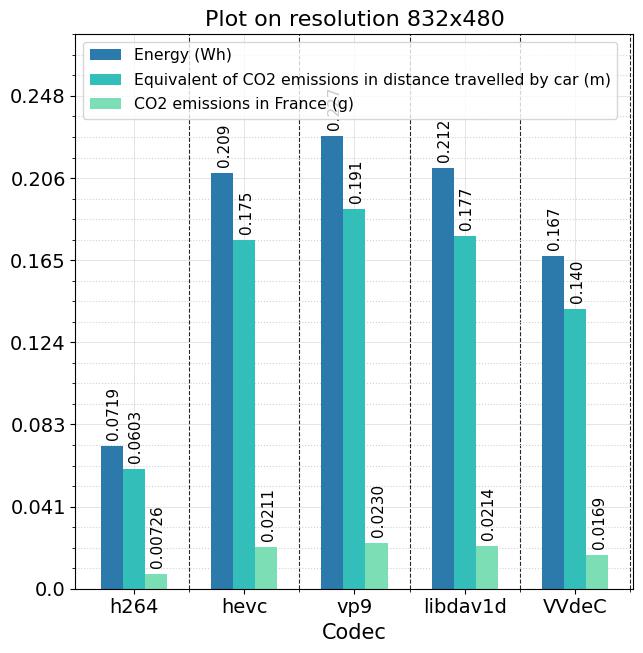 Plot on resolution 832x480
Energy (Wh)
Equivalent of CO2 emissions in distance travelled by car (m)
CO2 emissions in France (g)
0.248
0.206
0.165
0.124
0.083
0.041
0.0
0.0719
0.0603
0.00726
0.209
0.175
0.0211
0.227
0.191
0.0230
0.212
0.177
0.0214
0.167
0.140
0.0169
h264
hevc
vp9
libdav1d
VVdeC
Codec